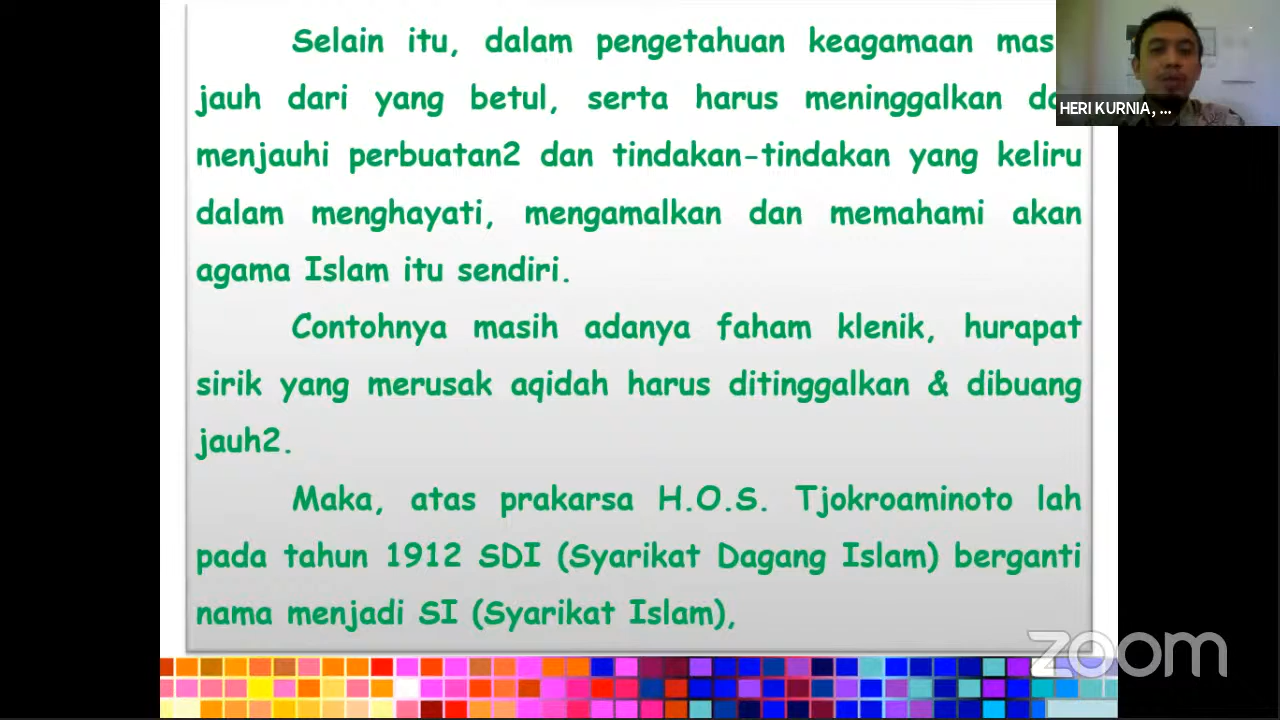 Selain itu, dalam pengetahuan keagamaan mas
jauh dari yang betul, serta harus meninggalkan
menjauhi perbuatan2 dan tindakan-tindakan yang keliru
dalam menghayati, mengamalkan dan memahami akan
agama Islam itu sendiri.
Contohnya masih adanya faham klenik, hurapat
sirik yang merusak aqidah harus ditinggalkan & dibuang
jauh2.
Maka, atas prakarsa H.O.S. Tjokroaminoto lah
pada tahun 1912 SDI (Syarikat Dagang Islam) berganti
nama menjadi SI (Syarikat Islam),
HERI KURNIA, ...
zoom